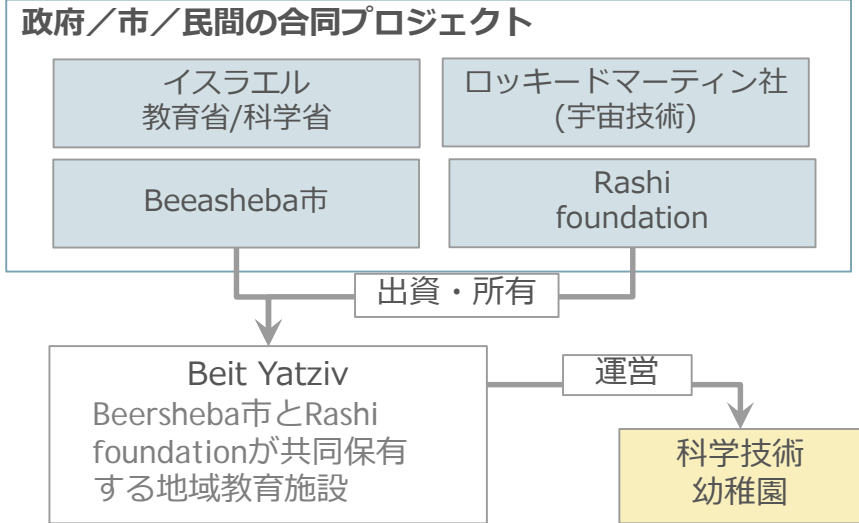 政府／市／民間の合同プロジェクト
イスラエル
教育省/科学省
ロッキードマーティン社
(宇宙技術)
Beeasheba市
Rashi
foundation
出資・所有
Beit Yatziv
Beersheba市とRashi
foundationが共同保有
する地域教育施設
運営
科学技術
幼稚園